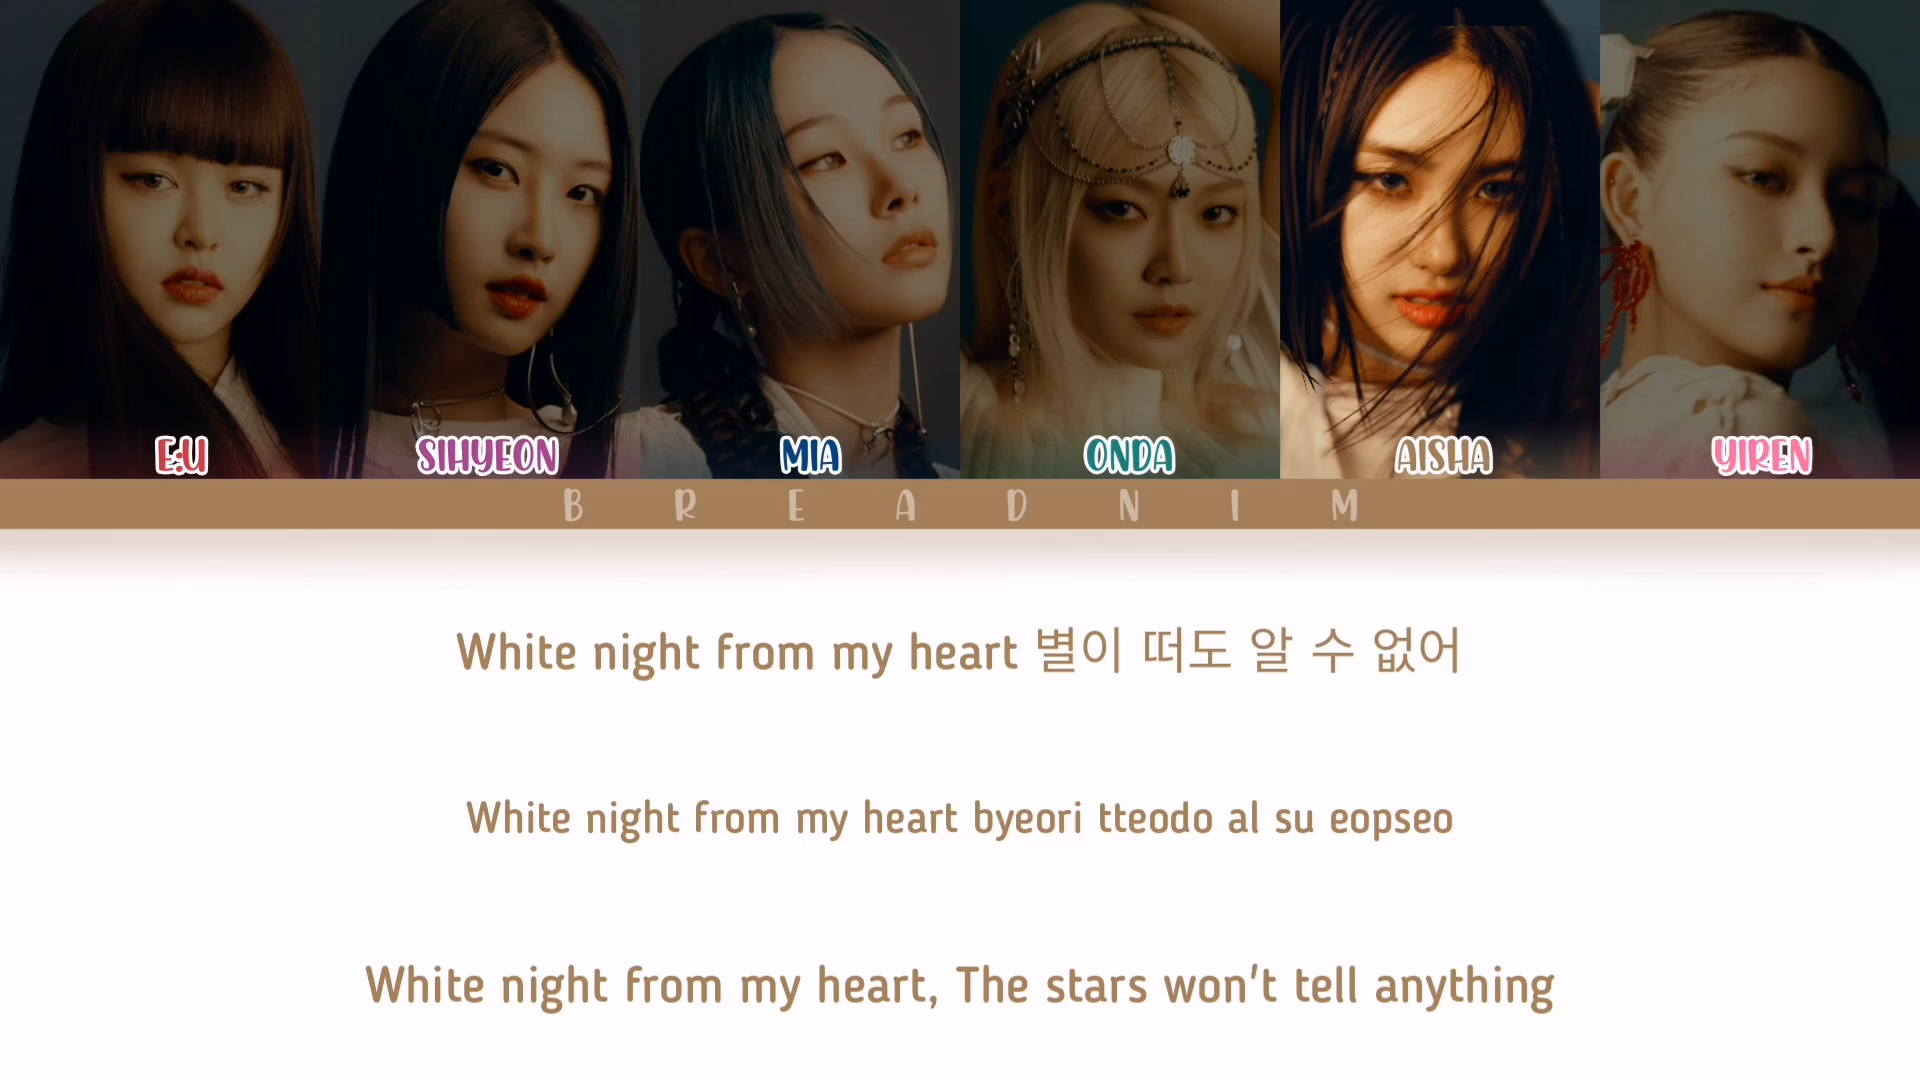 E:U
SIHYEON
MIA
ONDA
AISHA
YIREN
BREADNIM
White night from my heart 별이 떠도 알 수 없어
White night from my heart byeori tteodo al su eopseo
White night from my heart, The stars won't tell anything